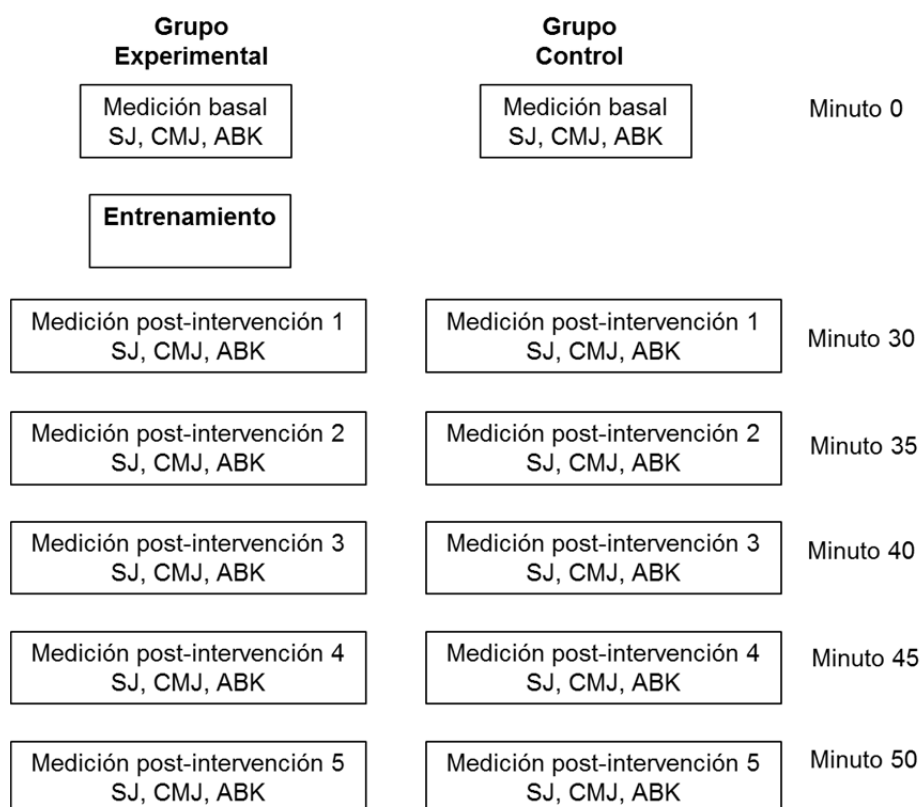 Grupo
Experimental
Grupo
Control
Medición basal
SJ, CMJ, ABK
Medición basal
SJ, CMJ, ABK
Minuto 0
Entrenamiento
Medición post-intervención 1
SJ, CMJ, ABK
Medición post-intervención 1
SJ, CMJ, ABK
Minuto 30
Medición post-intervención 2
SJ, CMJ, ABK
Medición post-intervención 2
SJ, CMJ, ABK
Minuto 35
Medición post-intervención 3
SJ, CMJ, ABK
Medición post-intervención 3
SJ, CMJ, ABK
Minuto 40
Medición post-intervención 4
SJ, CMJ, ABK
Medición post-intervención 4
SJ, CMJ, ABK
Minuto 45
Medición post-intervención 5
SJ, CMJ, ABK
Medición post-intervención 5
SJ, CMJ, ABK
Minuto 50